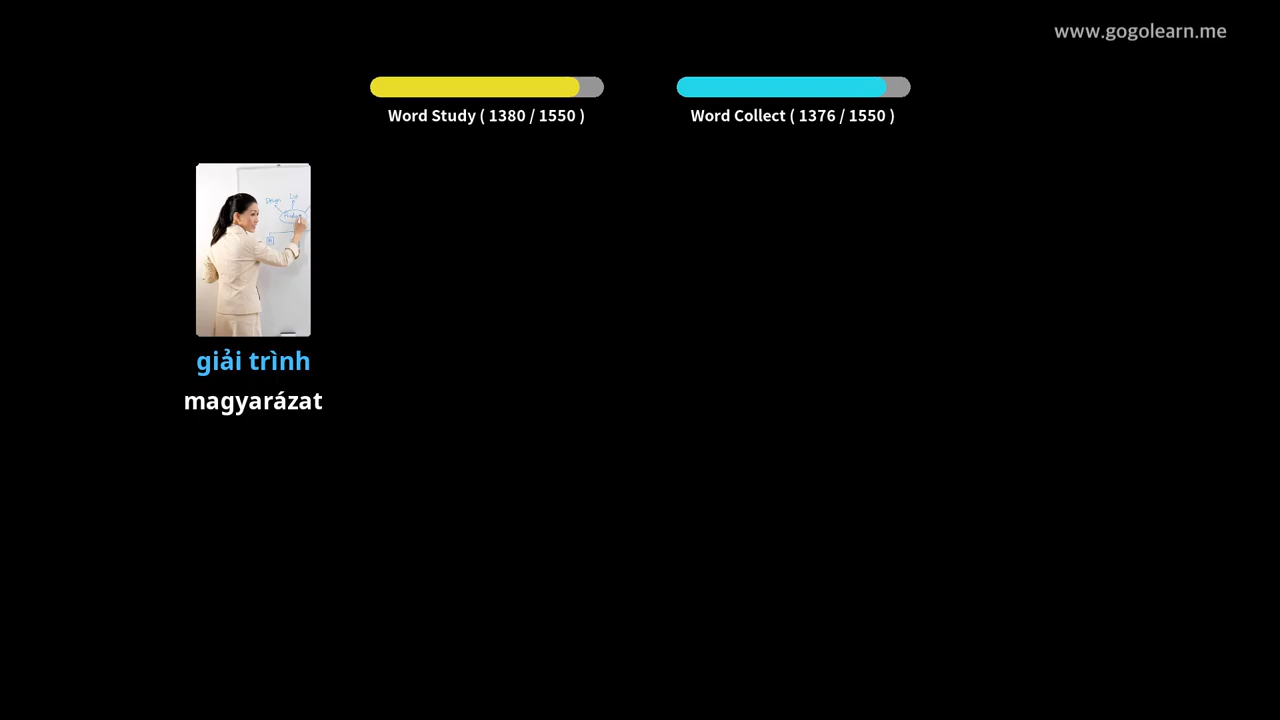 www.gogolearn.me
Word Study ( 1380 / 1550 )
Word Collect ( 1376 / 1550 )
giải trình
magyarázat